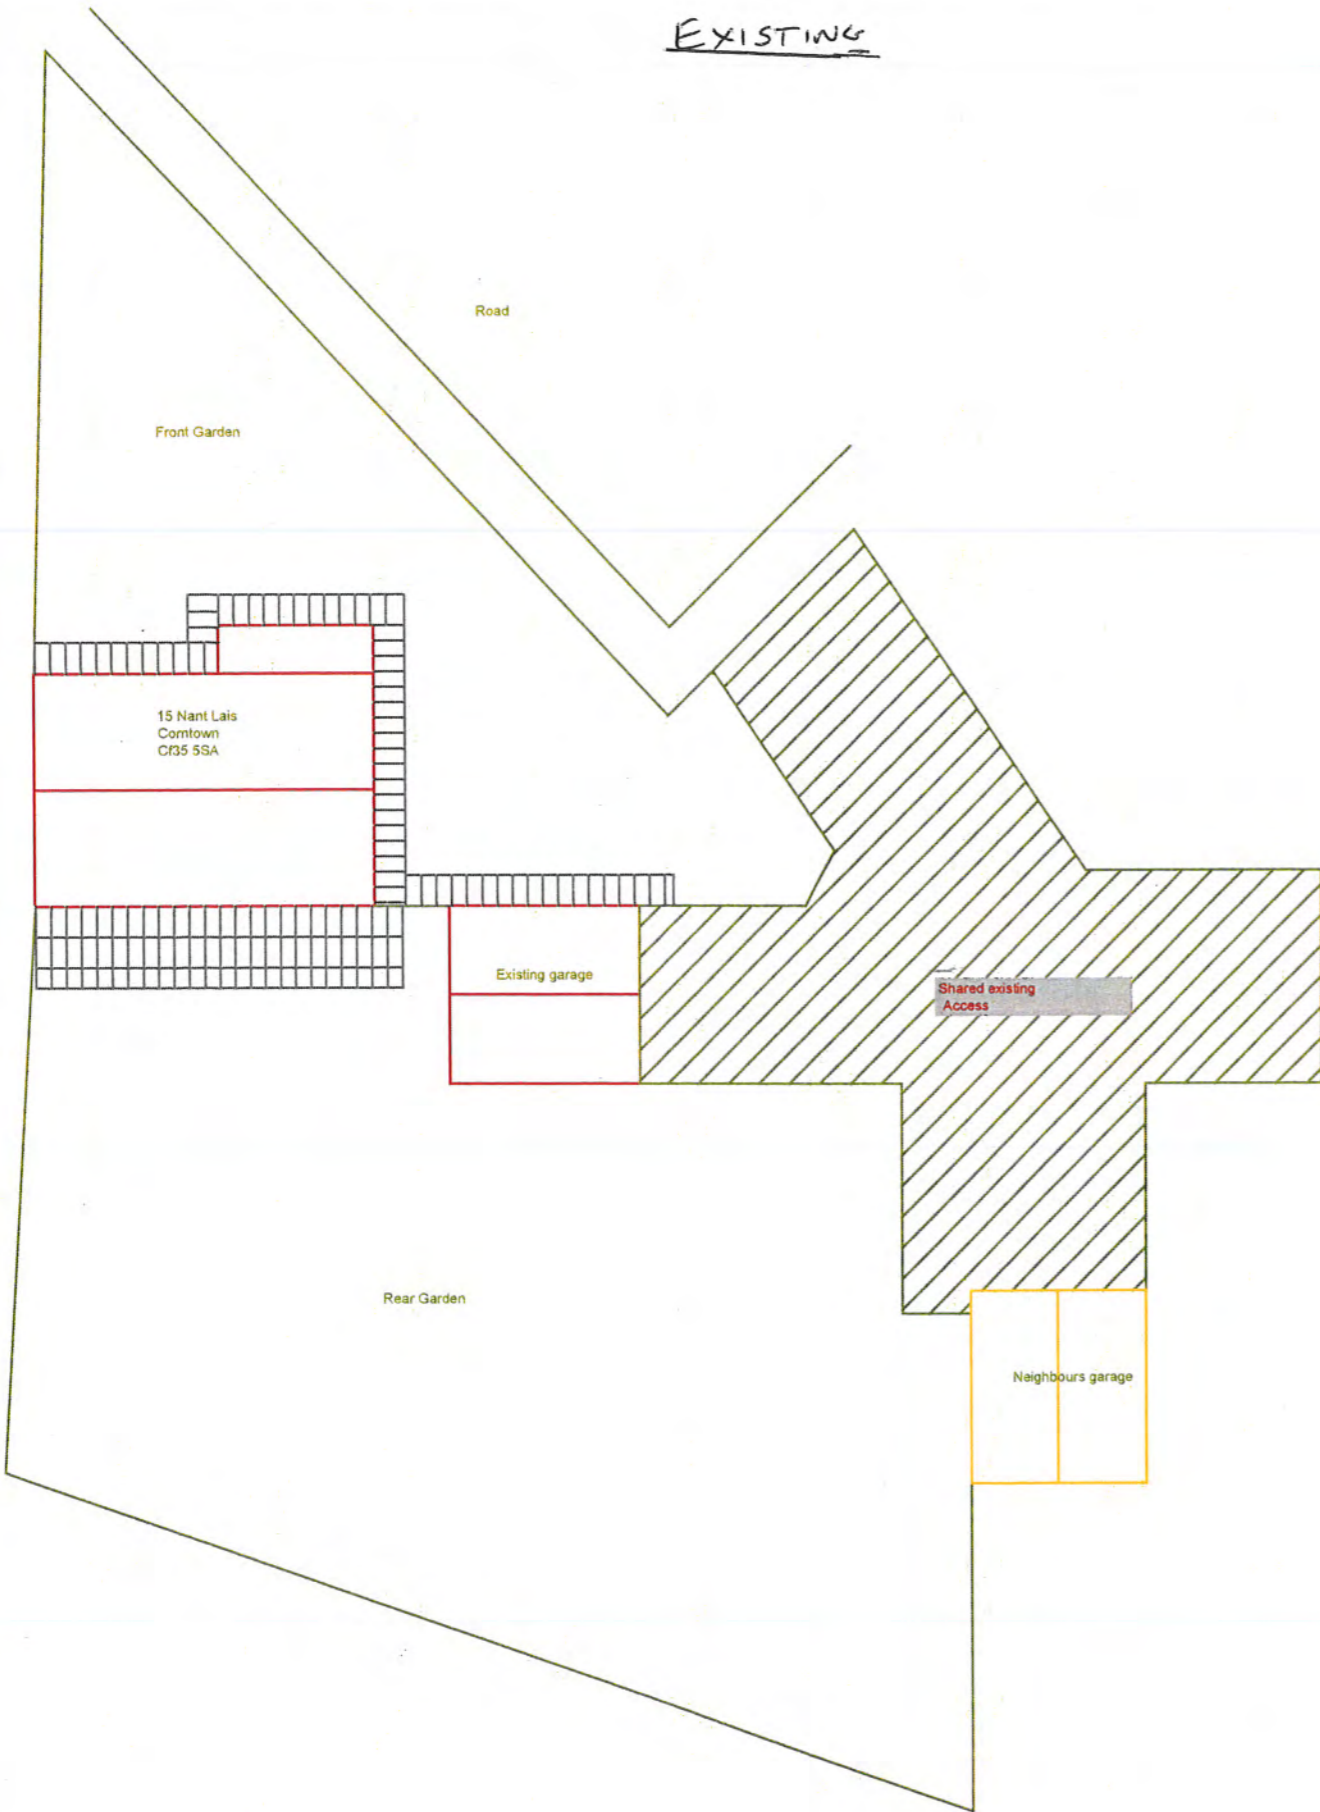 EXISTING
Road
Front Garden
15 Nant Lais
Corntown
Cf35 5SA
Existing garage
Shared existing
Access
Rear Garden
Neighbours garage